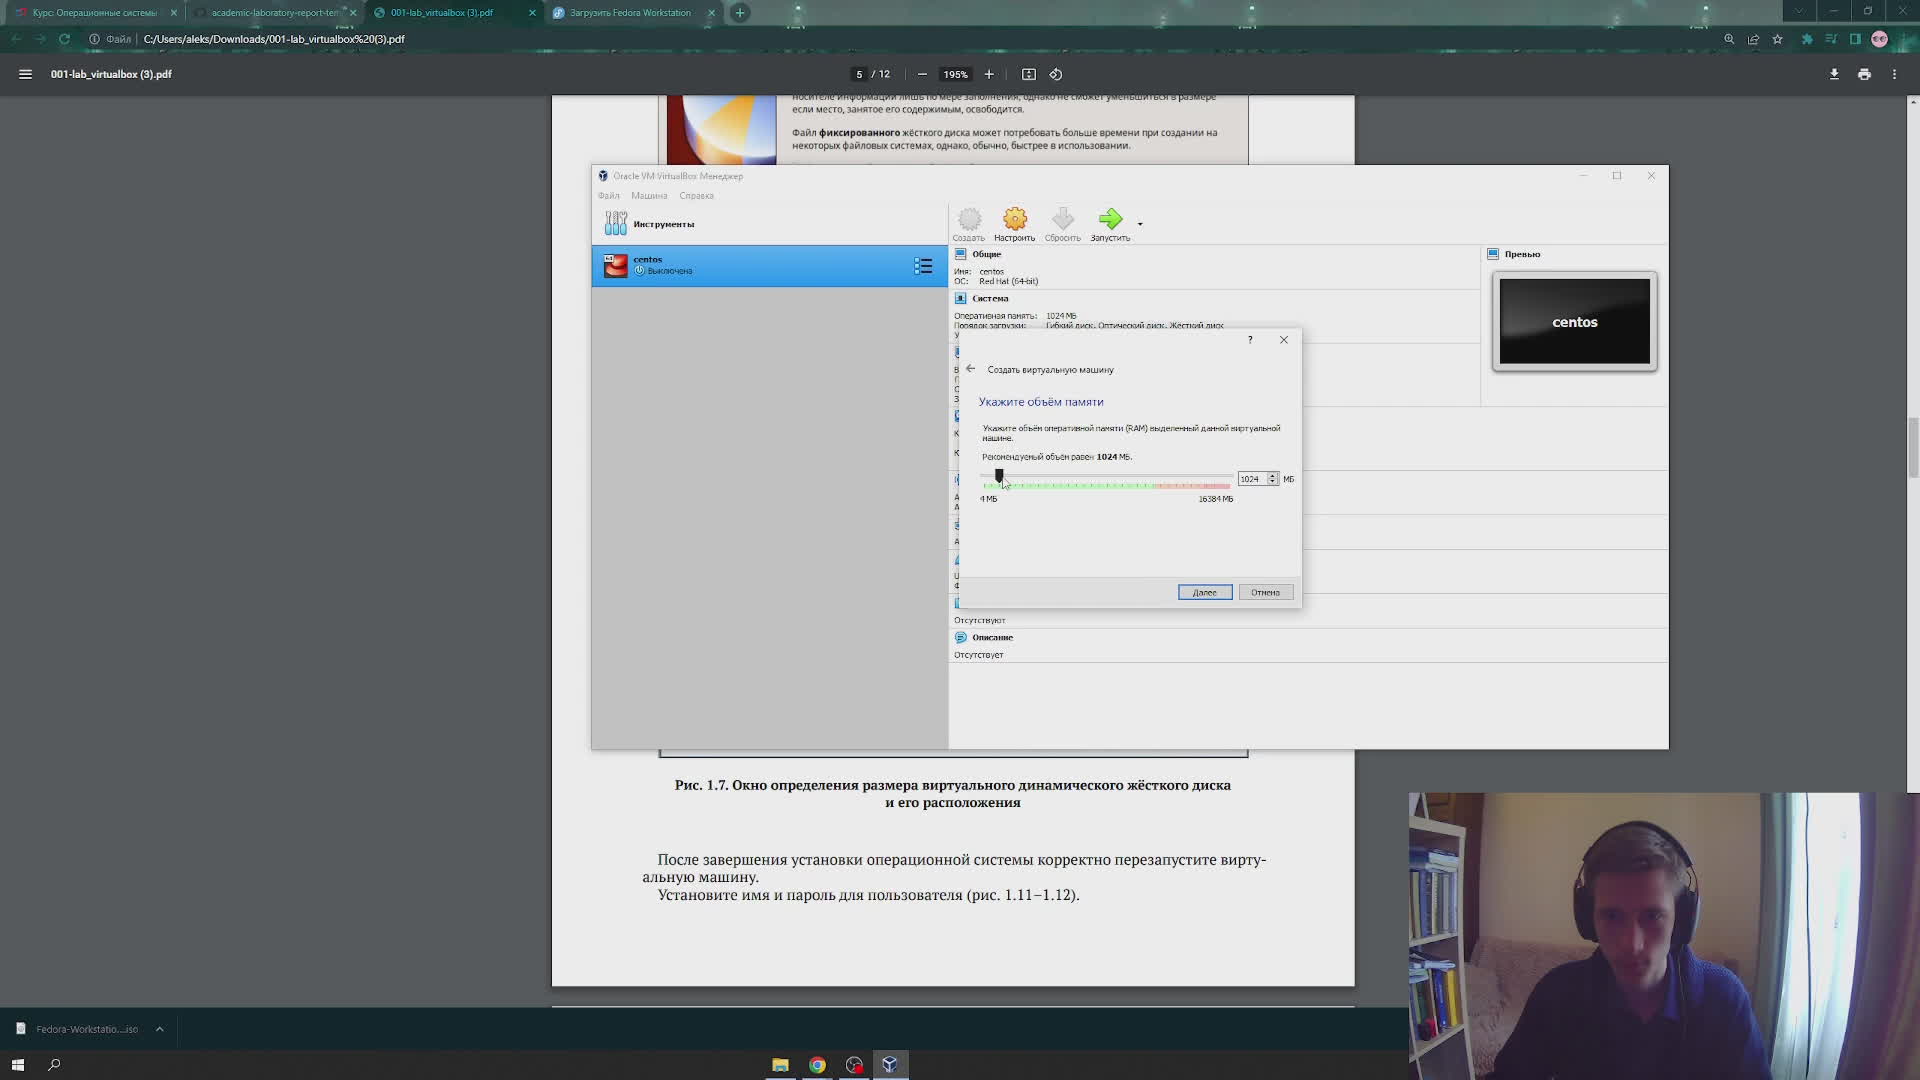 Курс: Операционные системы
academic-laboratory-report-tem
001-lab_virtualbox (3).pdf
Загрузить Fedora Workstation
Файл
C:/Users/aleks/Downloads/001-lab_virtualbox%20(3).pdf
001-lab_virtualbox (3).pdf
5 / 12
195%
носителе информации лишь по мере заполнения, однако не сможет уменьшиться в размере
если место, занятое его содержимым, освободится.
Файл фиксированного жёсткого диска может потребовать больше времени при создании на
некоторых файловых системах, однако, обычно, быстрее в использовании.
Oracle VM VirtualBox Менеджер
Файл
Машина
Справка
Инструменты
Создать
Настроить
Сбросить
Запустить
centos
Выключена
64
Общие
Имя: centos
ОС: Red Hat (64-bit)
Система
Оперативная память: 1024 МБ
Порядок загрузки: Гибкий диск, Оптический диск, Жёсткий диск
Превью
centos
?
Создать виртуальную машину
Укажите объём памяти
Укажите объём оперативной памяти (RAM) выделенный данной виртуальной
машине.
Рекомендуемый объём равен 1024 МБ.
1024
МБ
4 МБ
16384 МБ
Далее
Отмена
Отсутствуют
Описание
Отсутствует
Рис. 1.7. Окно определения размера виртуального динамического жёсткого диска
и его расположения
После завершения установки операционной системы корректно перезапустите вирту-
альную машину.
Установите имя и пароль для пользователя (рис. 1.11–1.12).
Fedora-Workstatio....iso